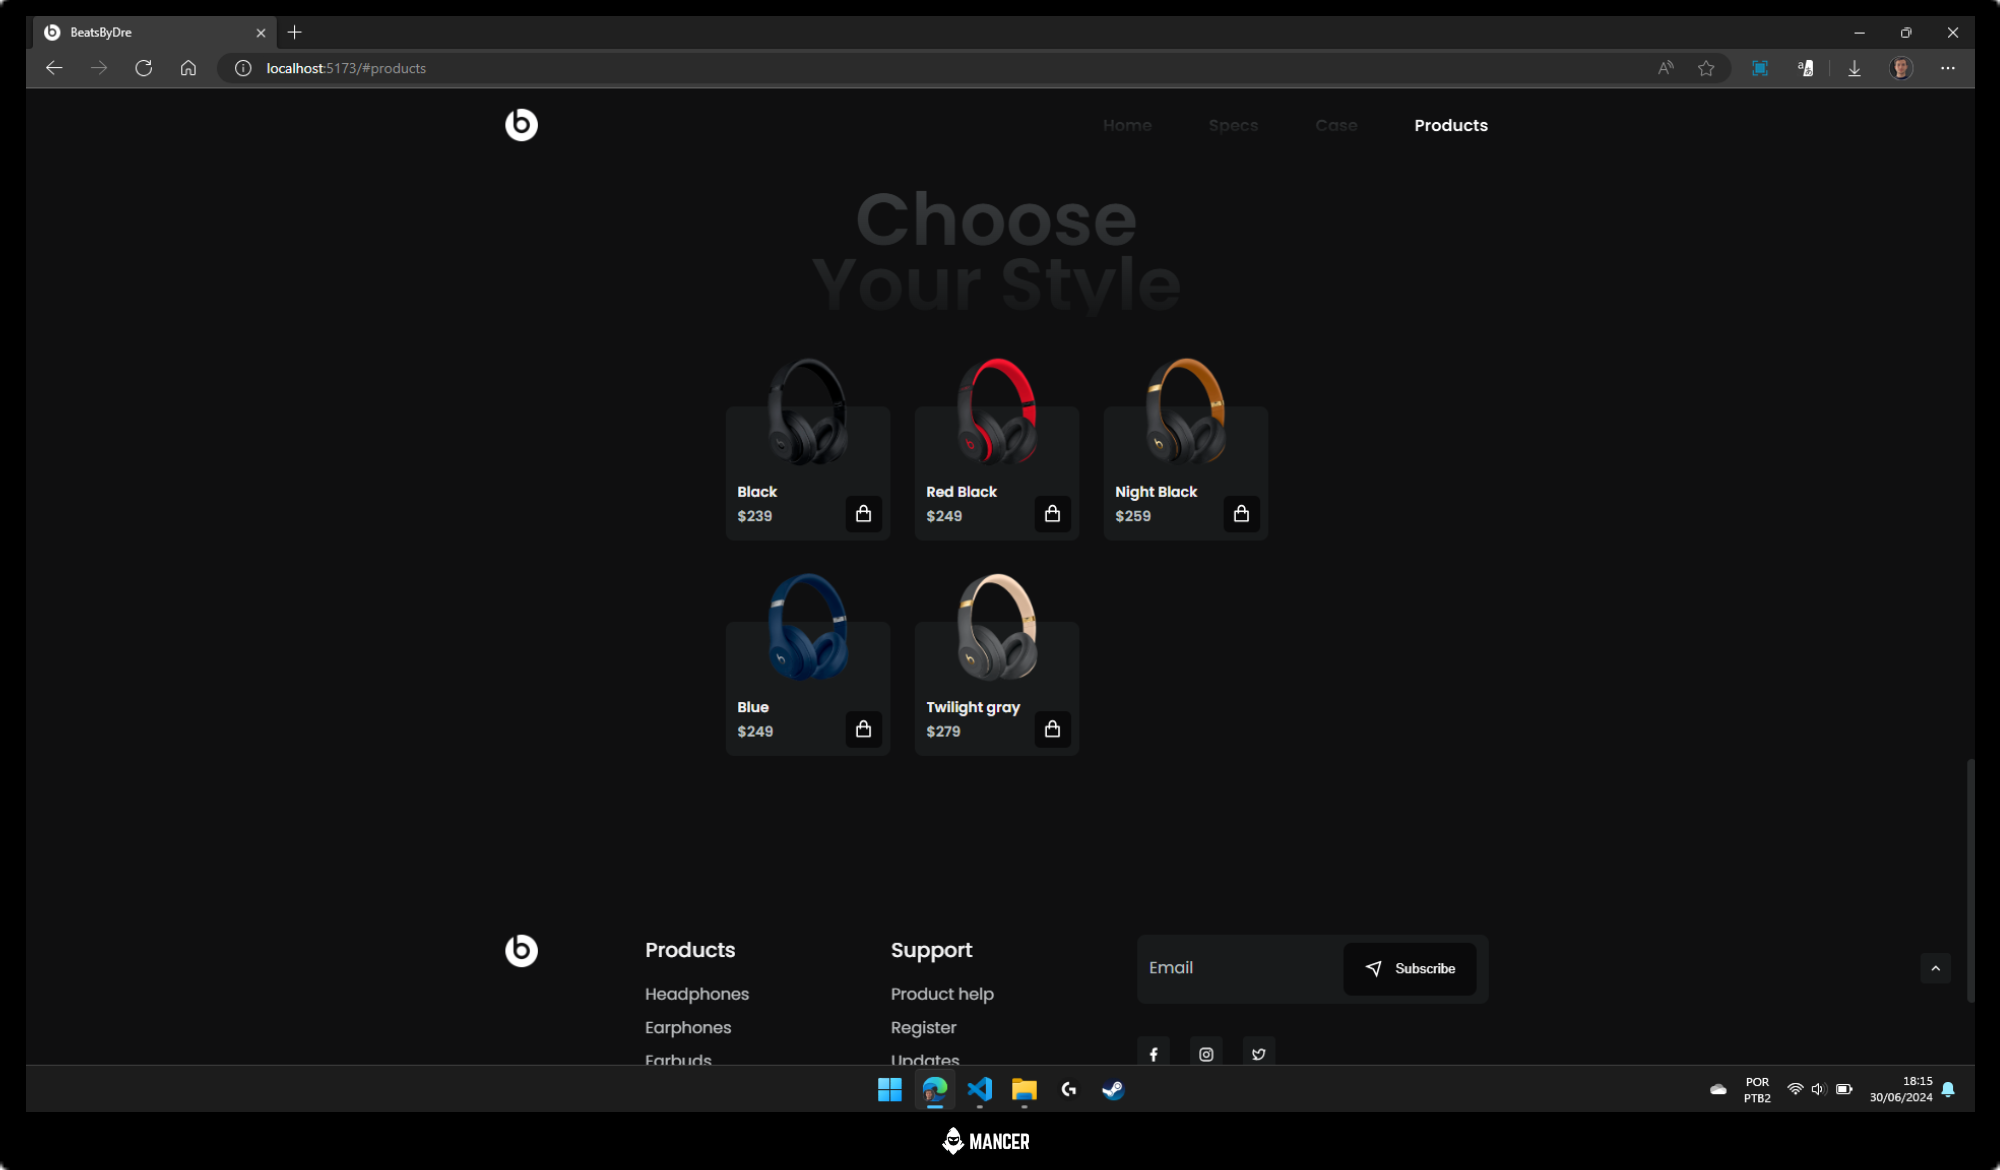 BeatsByDre
localhost:5173/#products
Home Specs Case Products
Choose
Your Style
Black
$239
Red Black
$249
Night Black
$259
Blue
$249
Twilight gray
$279
Products
Headphones
Earphones
Earbuds
Support
Product help
Register
Updates
Email
Subscribe
POR
PTB2
18:15
30/06/2024
MANCER